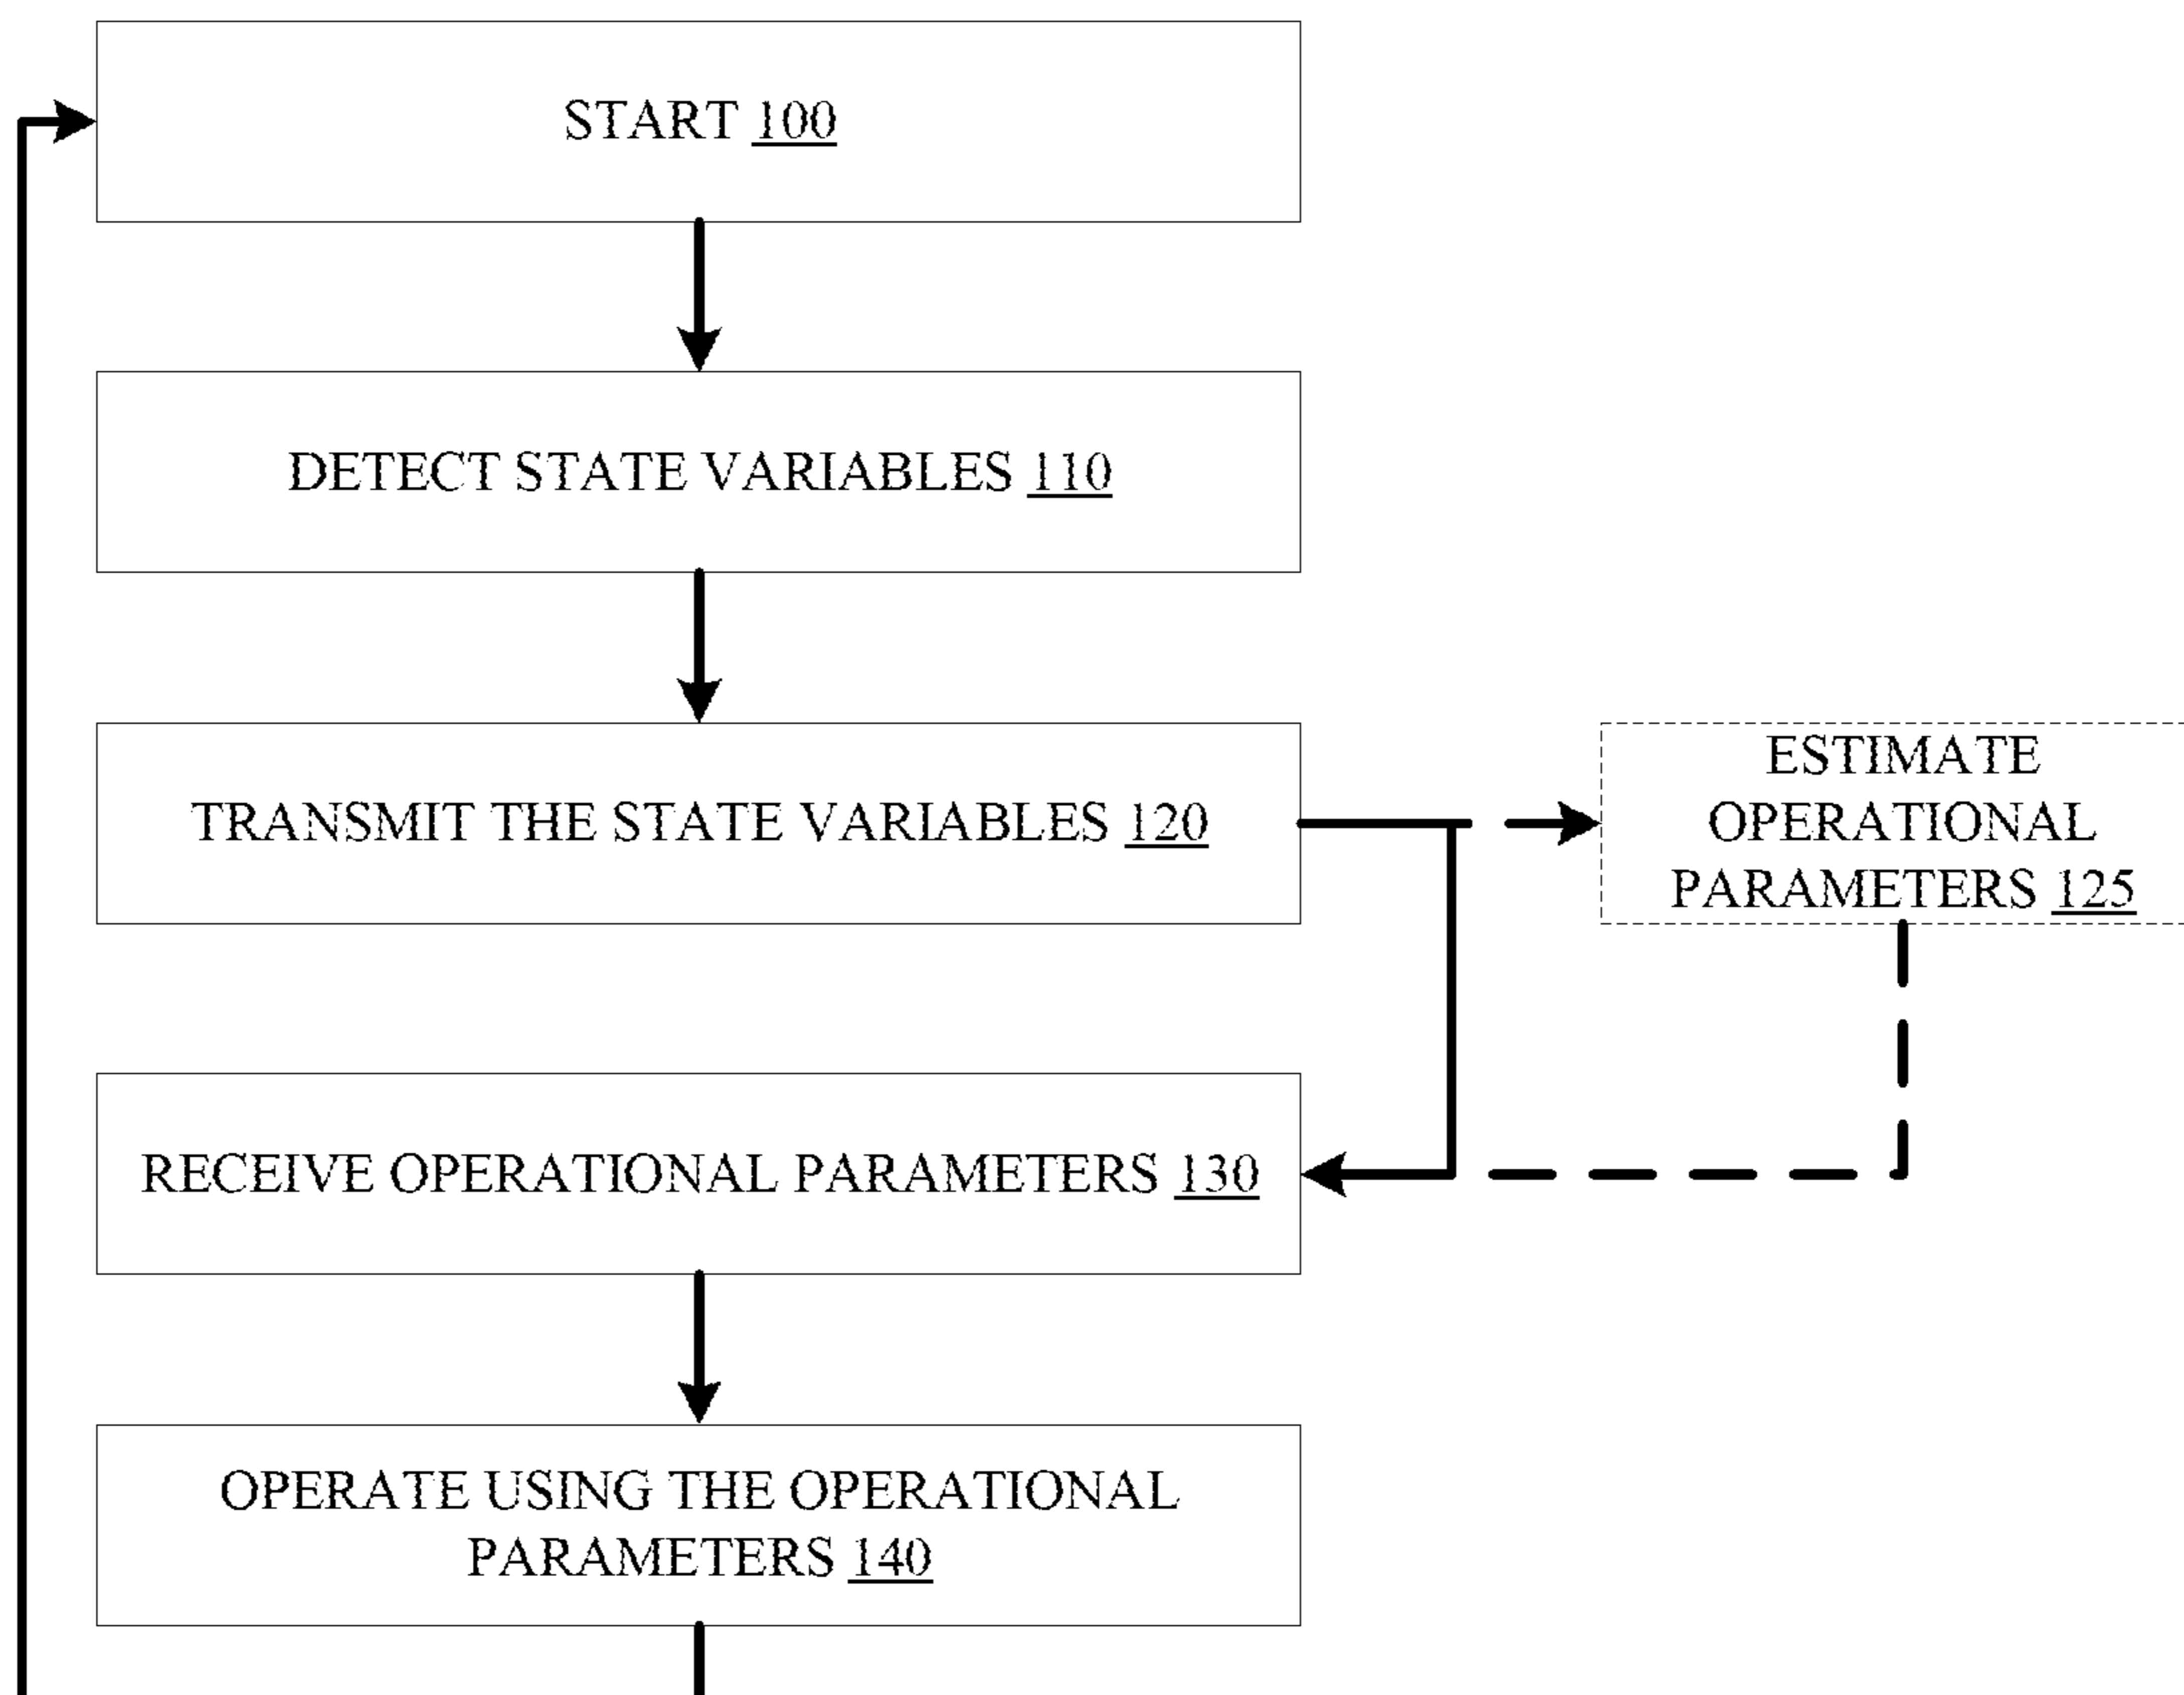 START 100
DETECT STATE VARIABLES 110
TRANSMIT THE STATE VARIABLES 120
ESTIMATE
OPERATIONAL
PARAMETERS 125
RECEIVE OPERATIONAL PARAMETERS 130
OPERATE USING THE OPERATIONAL
PARAMETERS 140